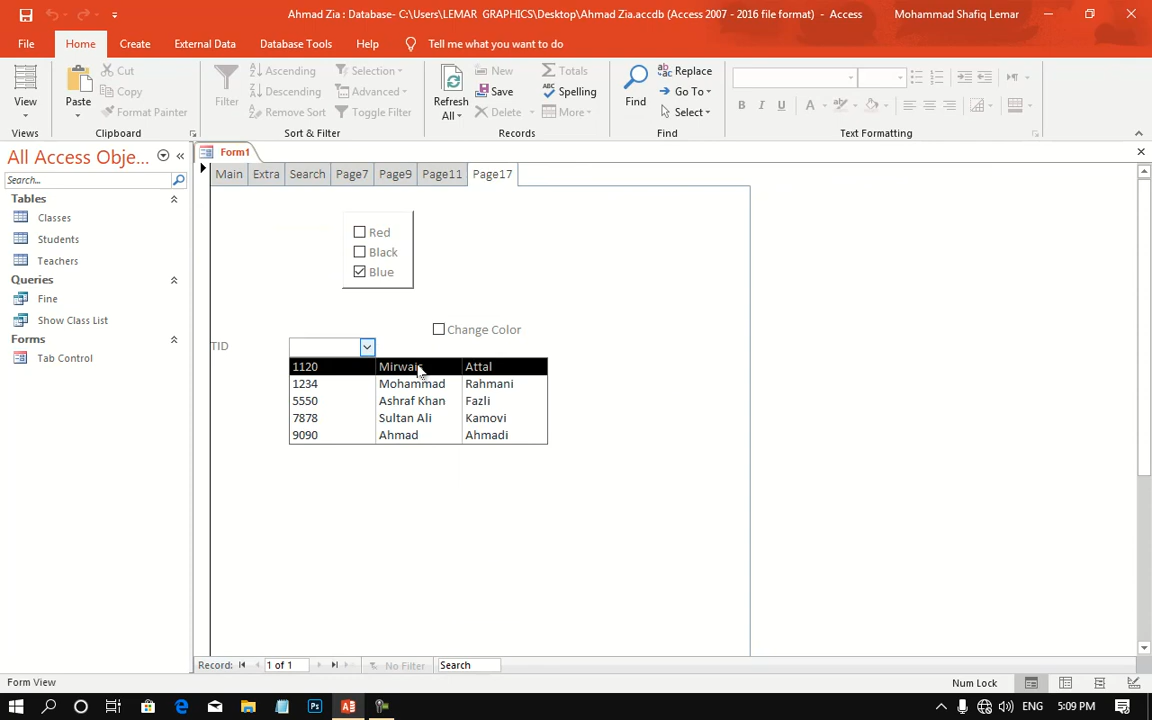 Ahmad Zia : Database- C:\Users\LEMAR GRAPHICS\Desktop\Ahmad Zia.accdb (Access 2007 - 2016 file format) - Access
Mohammad Shafiq Lemar
File Home Create External Data Database Tools Help Tell me what you want to do
View
Views
Paste
Cut
Copy
Format Painter
Clipboard
Filter
Ascending
Descending
Remove Sort
Selection
Advanced
Toggle Filter
Sort & Filter
Refresh
All
New
Save
Delete
Totals
Spelling
More
Records
Find
Replace
Go To
Select
Find
B I U A
Text Formatting
All Access Obje...
Search...
Tables
Classes
Students
Teachers
Queries
Fine
Show Class List
Forms
Tab Control
Form1
Main Extra Search Page7 Page9 Page11 Page17
Red
Black
Blue
Change Color
TID
1120 Mirwais Attal
1234 Mohammad Rahmani
5550 Ashraf Khan Fazli
7878 Sultan Ali Kamovi
9090 Ahmad Ahmadi
Record: 1 of 1 No Filter Search
Form View
Num Lock
ENG 5:09 PM